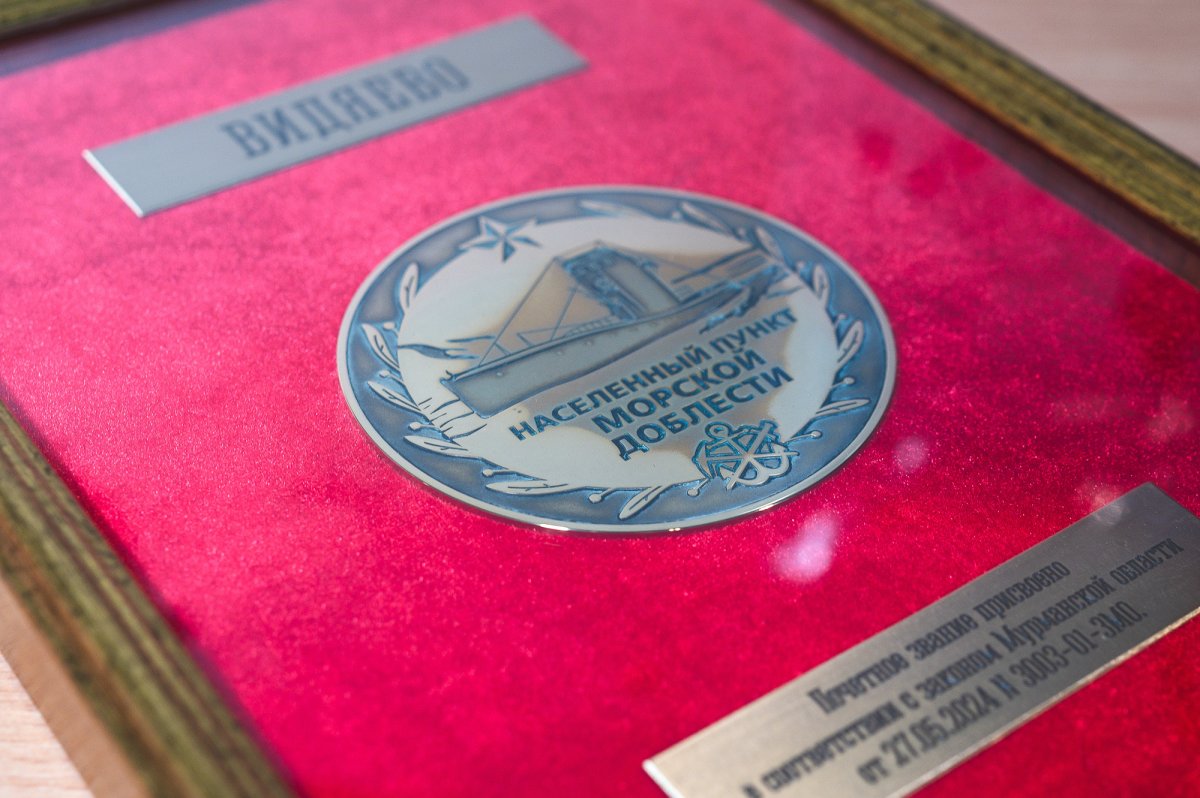 ВИДЯЕВО
НАСЕЛЕННЫЙ ПУНКТ
МОРСКОЙ
ДОБЛЕСТИ
Почетное звание присвоено
в соответствии с законом Мурманской области
от 27.05.2024 N 3003-01-ЗМО.